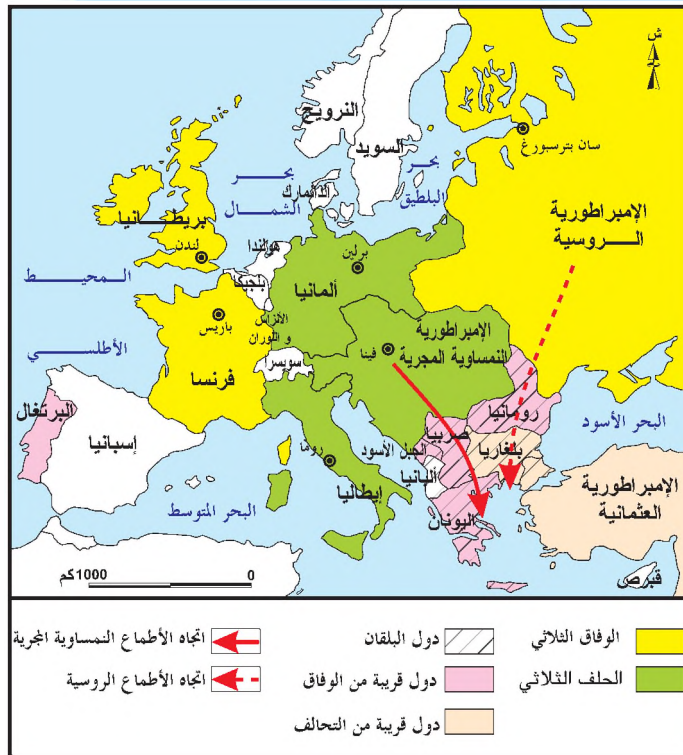 ش
النرويج
السويد
سان بترسبورغ
بحر
البلطيق
بحر
الشمال
الدانمارك
الإمبراطورية
الروسية
بريطانيا
لندن
هولندا
برلين
بلجيكا
ألمانيا
المحيط
الأطلسي
باريس
الالزاس
و اللوران
الإمبراطورية
النمساوية المجرية
فينا
سويسرا
فرنسا
رومانيا
البحر الأسود
البرتغال
إسبانيا
صربيا
بلغاريا
الجبل الأسود
روما
ألبانيا
إيطاليا
الإمبراطورية
العثمانية
البحر المتوسط
اليونان
قبرص
1000كم
0
الوفاق الثلاثي
دول البلقان
اتجاه الأطماع النمساوية المجرية
الحلف الثلاثي
دول قريبة من الوفاق
اتجاه الأطماع الروسية
دول قريبة من التحالف